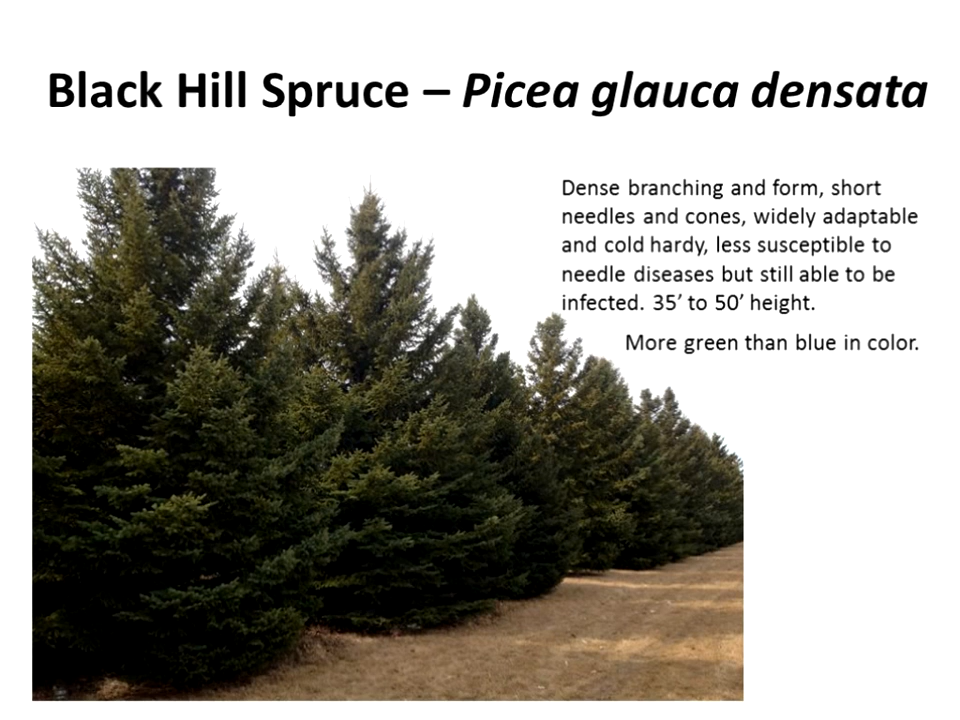 Black Hill Spruce – Picea glauca densata
Dense branching and form, short
needles and cones, widely adaptable
and cold hardy, less susceptible to
needle diseases but still able to be
infected. 35’ to 50’ height.
More green than blue in color.